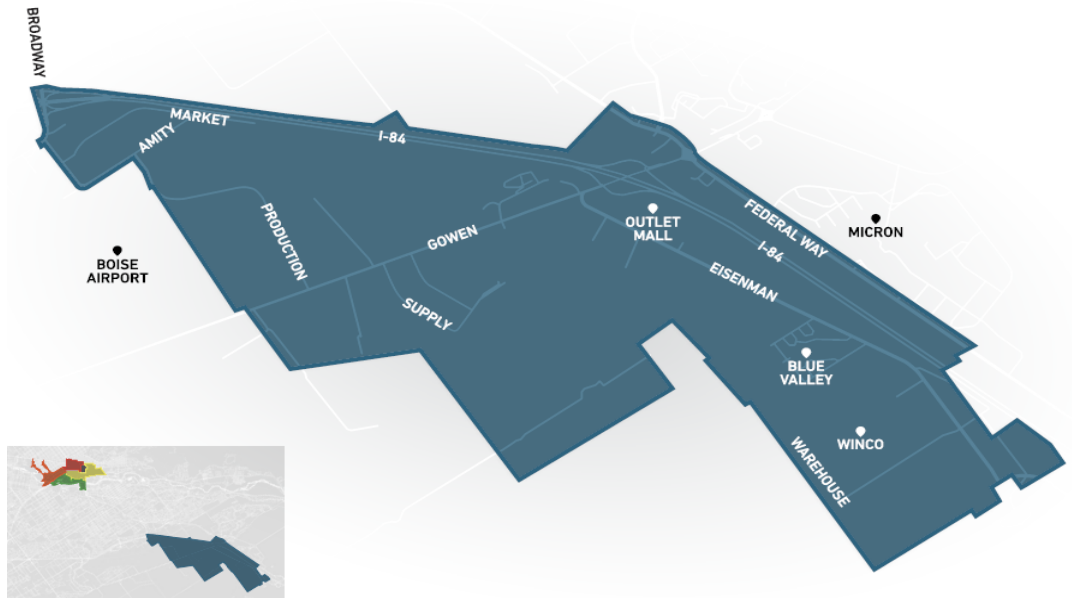 BROADWAY
MARKET
AMITY
I-84
PRODUCTION
GOWEN
SUPPLY
BOISE
AIRPORT
OUTLET
MALL
FEDERAL WAY
MICRON
I-84
EISENMAN
BLUE
VALLEY
WINCO
WAREHOUSE